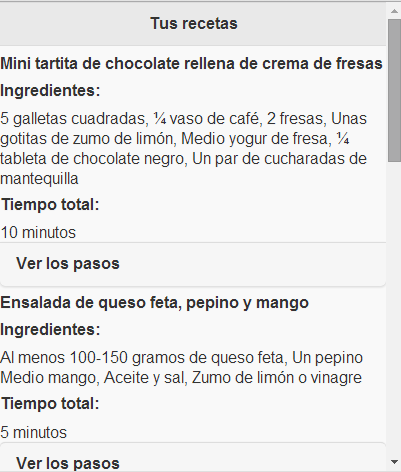 Tus recetas
Mini tartita de chocolate rellena de crema de fresas
Ingredientes:
5 galletas cuadradas, ¼ vaso de café, 2 fresas, Unas
gotitas de zumo de limón, Medio yogur de fresa, ¼
tableta de chocolate negro, Un par de cucharadas de
mantequilla
Tiempo total:
10 minutos
Ver los pasos
Ensalada de queso feta, pepino y mango
Ingredientes:
Al menos 100-150 gramos de queso feta, Un pepino
Medio mango, Aceite y sal, Zumo de limón o vinagre
Tiempo total:
5 minutos
Ver los pasos